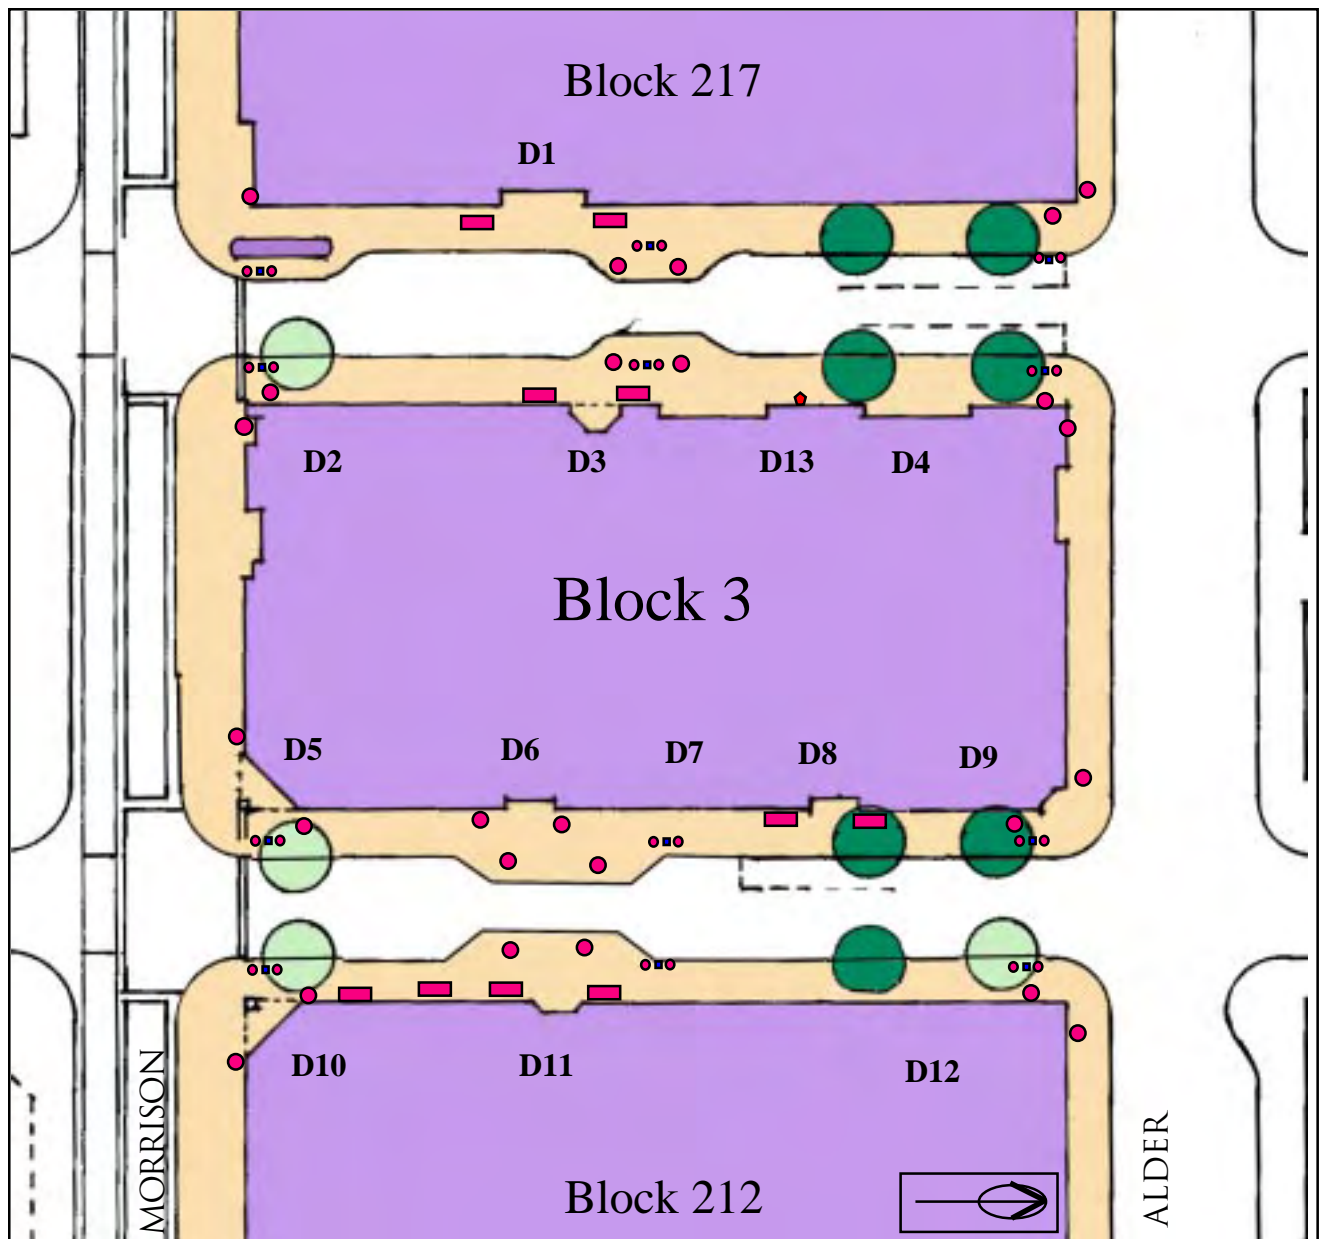 Block 217
D1
D2
D3
D13
D4
Block 3
D5
D6
D7
D8
D9
D10
D11
D12
MORRISON
ALDER
Block 212